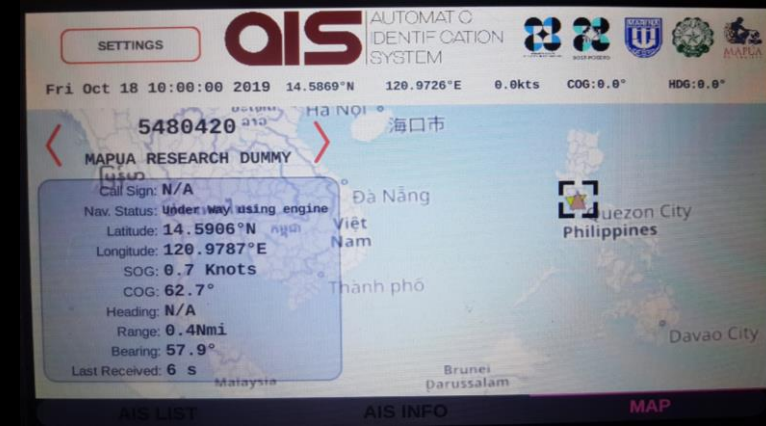 SETTINGS
AIS
AUTOMATIC
IDENTIFICATION
SYSTEM
MAPUA
Fri Oct 18 10:00:00 2019 14.5869°N 120.9726°E 0.0kts COG:0.0° HDG:0.0°
Ha Nội
海口市
5480420
MAPUA RESEARCH DUMMY
Call Sign: N/A
Nav. Status: Under way using engine
Latitude: 14.5906°N
Longitude: 120.9787°E
SOG: 0.7 Knots
COG: 62.7°
Heading: N/A
Range: 0.4Nmi
Bearing: 57.9°
Last Received: 6 s
Đà Nẵng
Việt
Nam
Thành phố
Quezon City
Philippines
Davao City
Malaysia
Brunei
Darussalam
AIS LIST
AIS INFO
MAP